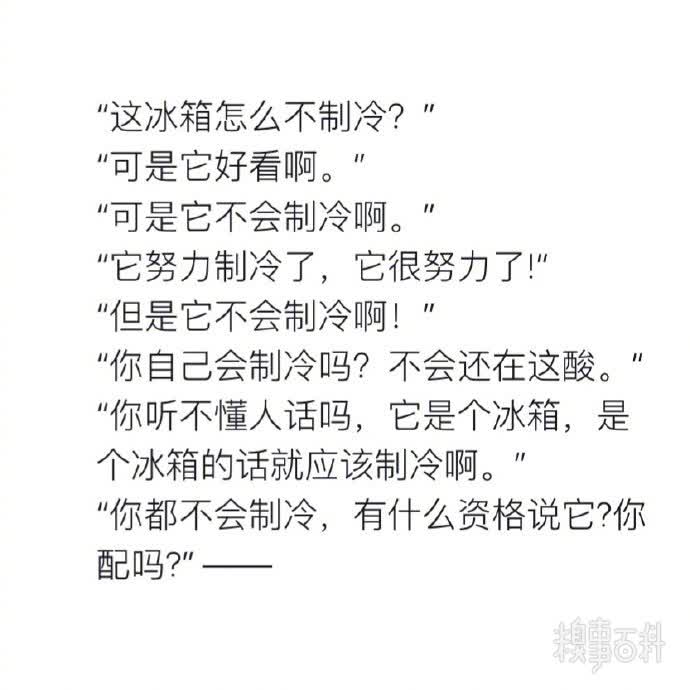 “这冰箱怎么不制冷？”
“可是它好看啊。”
“可是它不会制冷啊。”
“它努力制冷了，它很努力了!“
“但是它不会制冷啊！”
“你自己会制冷吗？不会还在这酸。“
“你听不懂人话吗，它是个冰箱，是
个冰箱的话就应该制冷啊。”
“你都不会制冷，有什么资格说它?你
配吗?” ——
糗事百科